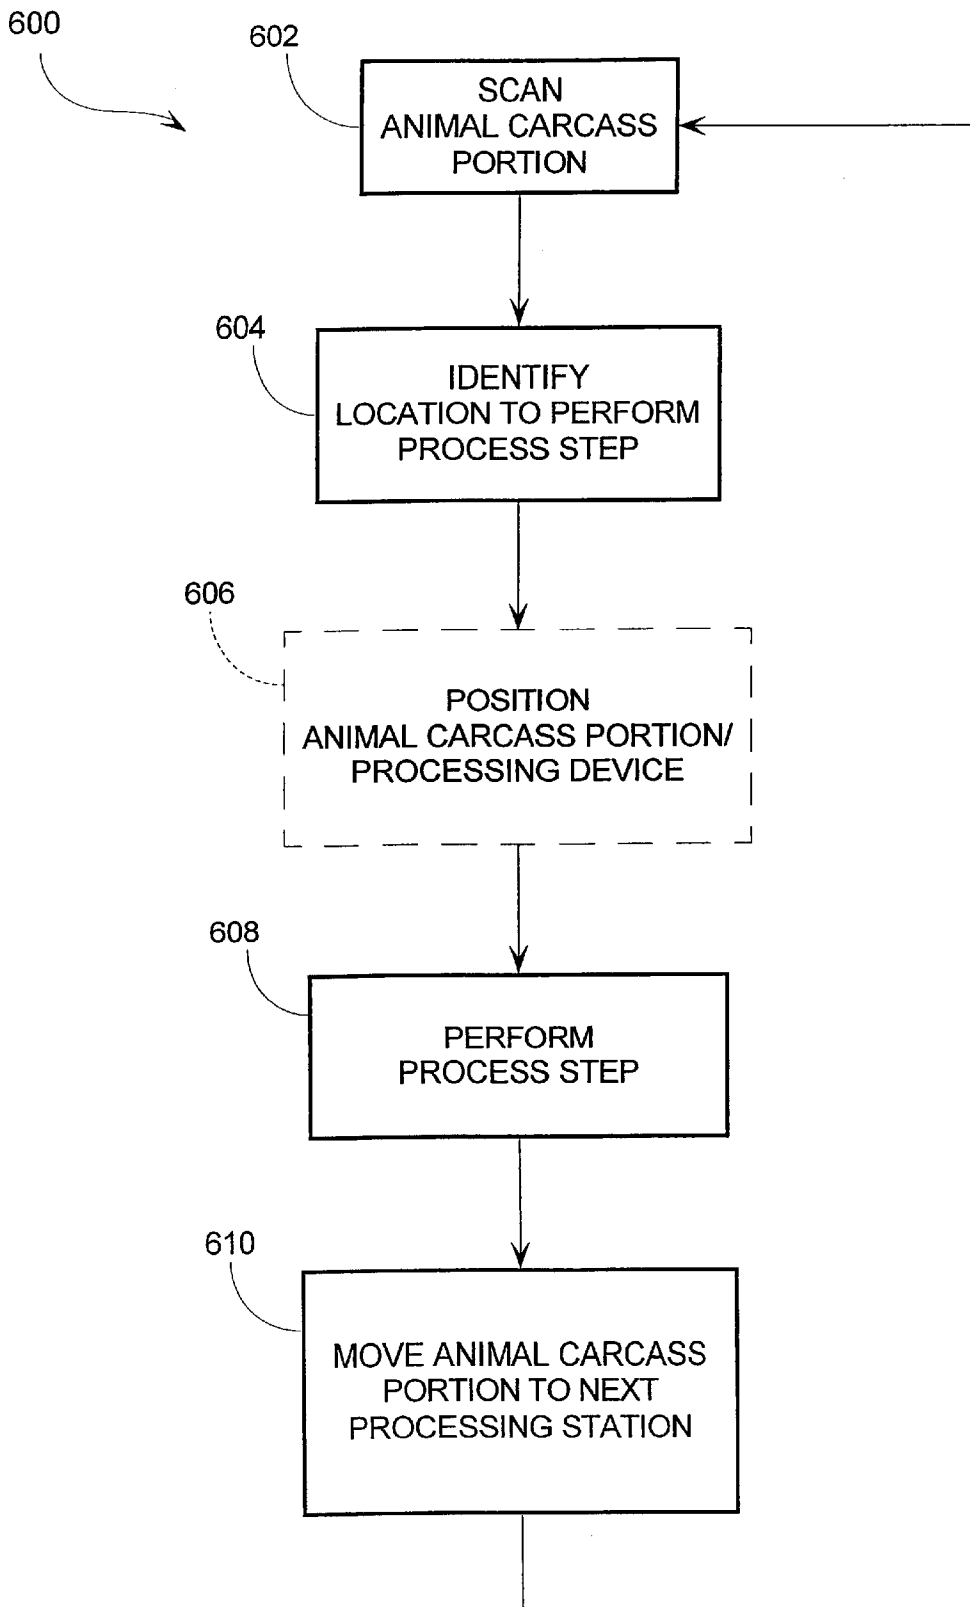 600
602
SCAN
ANIMAL CARCASS
PORTION
604
IDENTIFY
LOCATION TO PERFORM
PROCESS STEP
606
POSITION
ANIMAL CARCASS PORTION/
PROCESSING DEVICE
608
PERFORM
PROCESS STEP
610
MOVE ANIMAL CARCASS
PORTION TO NEXT
PROCESSING STATION